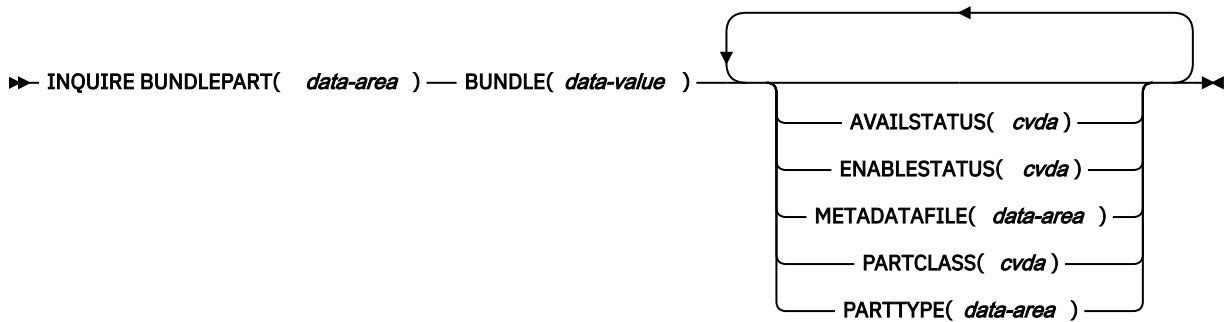 INQUIRE BUNDLEPART( data-area ) BUNDLE( data-value )
AVAILSTATUS( cvda )
ENABLESTATUS( cvda )
METADATAFILE( data-area )
PARTCLASS( cvda )
PARTTYPE( data-area )